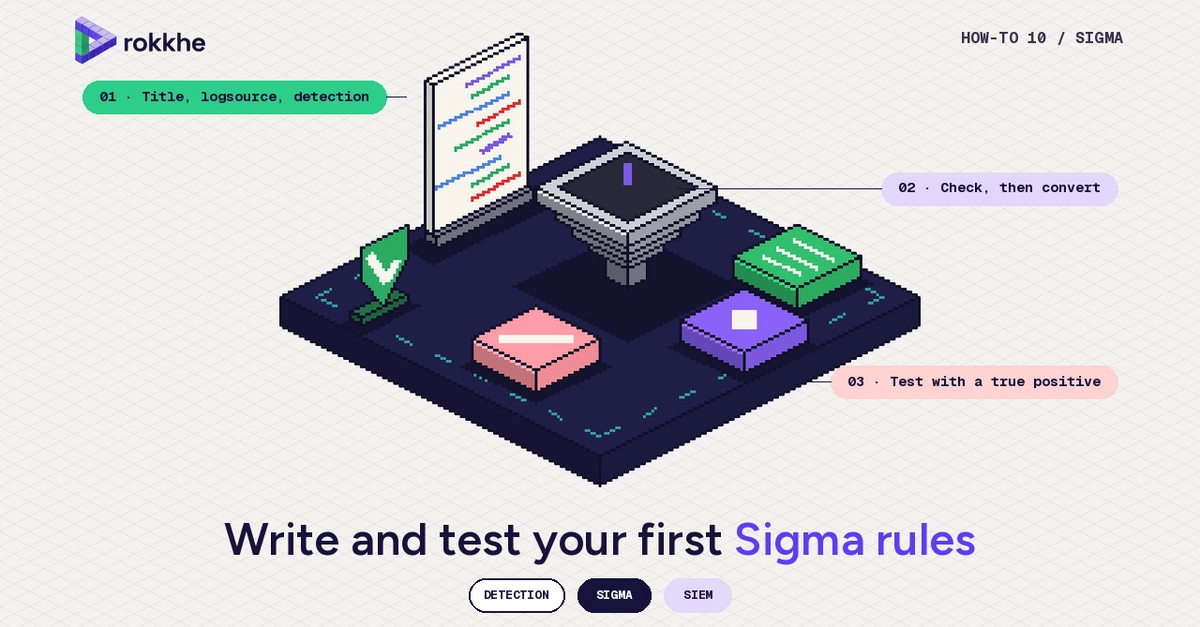 rokkhe
HOW-TO 10 / SIGMA
01 · Title, logsource, detection
02 · Check, then convert
03 · Test with a true positive
Write and test your first Sigma rules
DETECTION
SIGMA
SIEM